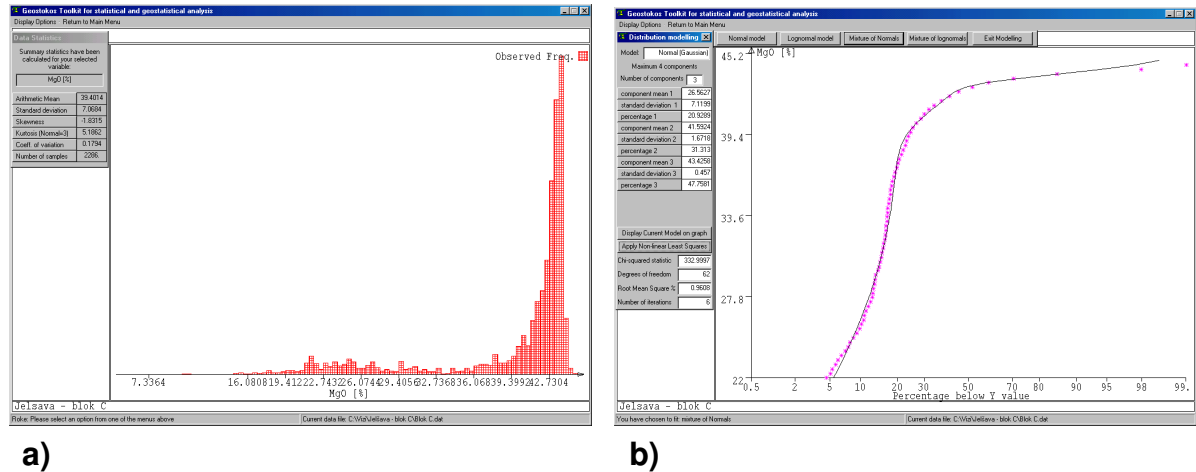 Geostokos Toolkit for statistical and geostatistical analysis
Display Options Return to Main Menu
Data Statistics
Summary statistics have been
calculated for your selected
variable:
MgO [%]
Arithmetic Mean 39.4014
Standard deviation 7.0684
Skewness -1.8315
Kurtosis (Normal=3) 5.1862
Coeff. of variation 0.1794
Number of samples 2286.
Observed Freq.
7.3364 16.0808 19.4122 22.7432 26.0744 29.4056 32.7368 36.068 39.3992 42.7304
MgO [%]
Jelsava - blok C
Roke: Please select an option from one of the menus above Current data file: C:\Vizi\Jelšava - blok C\Blok C.dat
a)
Geostokos Toolkit for statistical and geostatistical analysis
Display Options Return to Main Menu
Distribution modelling
Normal model Lognormal model Mixture of Normals Mixture of lognormals Exit Modelling
Model: Normal (Gaussian)
Maximum 4 components
Number of components 3
component mean 1 26.5627
standard deviation 1 7.1199
percentage 1 20.9289
component mean 2 41.5924
standard deviation 2 1.6718
percentage 2 31.313
component mean 3 43.4258
standard deviation 3 0.457
percentage 3 47.7581
Display Current Model on graph
Apply Non-linear Least Squares
Chi-squared statistic 332.9997
Degrees of freedom 62
Root Mean Square % 0.9608
Number of iterations 6
MgO [%]
45.2
39.4
33.6
27.8
22
0.5 2 5 10 20 30 50 70 80 90 95 98 99.
Percentage below Y value
Jelsava - blok C
You have chosen to fit: mixture of Normals Current data file: C:\Vizi\Jelšava - blok C\Blok C.dat
b)